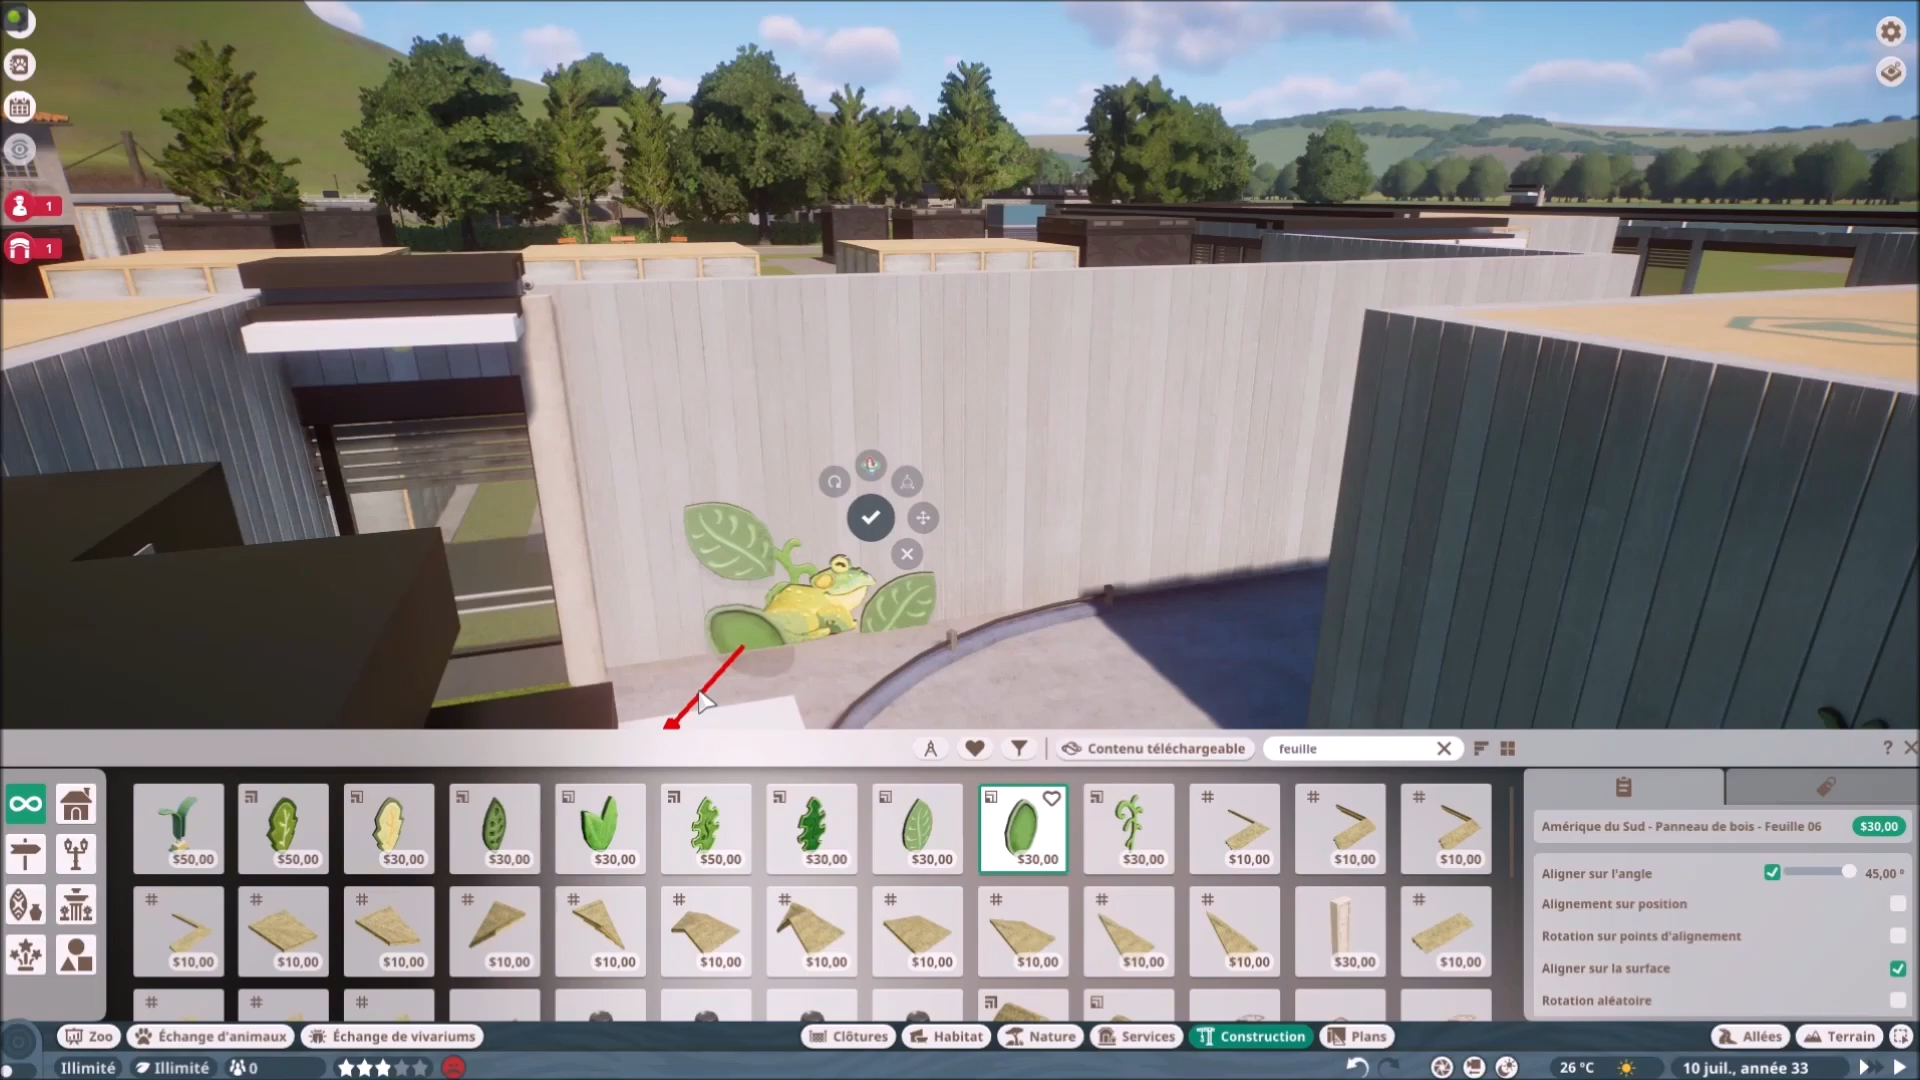 1
1
Contenu téléchargeable
feuille
?
$50,00
$50,00
$30,00
$30,00
$30,00
$50,00
$30,00
$30,00
$30,00
$30,00
$10,00
$10,00
$10,00
$10,00
$10,00
$10,00
$10,00
$10,00
$10,00
$10,00
$10,00
$10,00
$10,00
$10,00
$30,00
$10,00
Amérique du Sud - Panneau de bois - Feuille 06 $30,00
Aligner sur l'angle 45,00 °
Alignement sur position
Rotation sur points d'alignement
Aligner sur la surface
Rotation aléatoire
Zoo Échange d'animaux Échange de vivariums Clôtures Habitat Nature Services Construction Plans Allées Terrain
Illimité Illimité 0 26 °C 10 juil., année 33